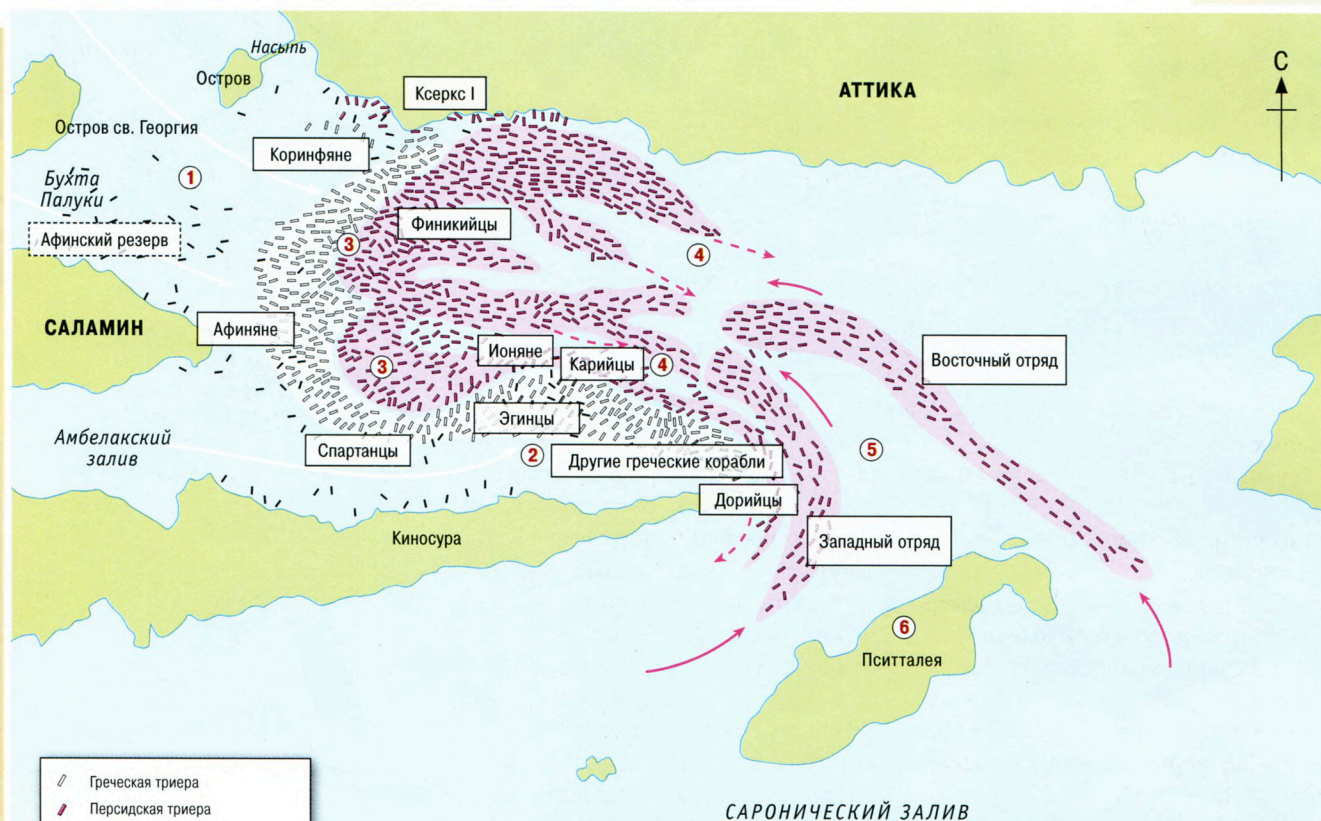 Насыпь
Остров
Ксеркс I
АТТИКА
С
Остров св. Георгия
Коринфяне
1
Бухта
Палуки
Афинский резерв
Финикийцы
3
4
САЛАМИН
Афиняне
Ионяне
Карийцы
4
3
Восточный отряд
Эгинцы
Амбелакский
залив
Спартанцы
2
Другие греческие корабли
5
Дорийцы
Киносура
Западный отряд
6
Пситталея
Греческая триера
Персидская триера
САРОНИЧЕСКИЙ ЗАЛИВ